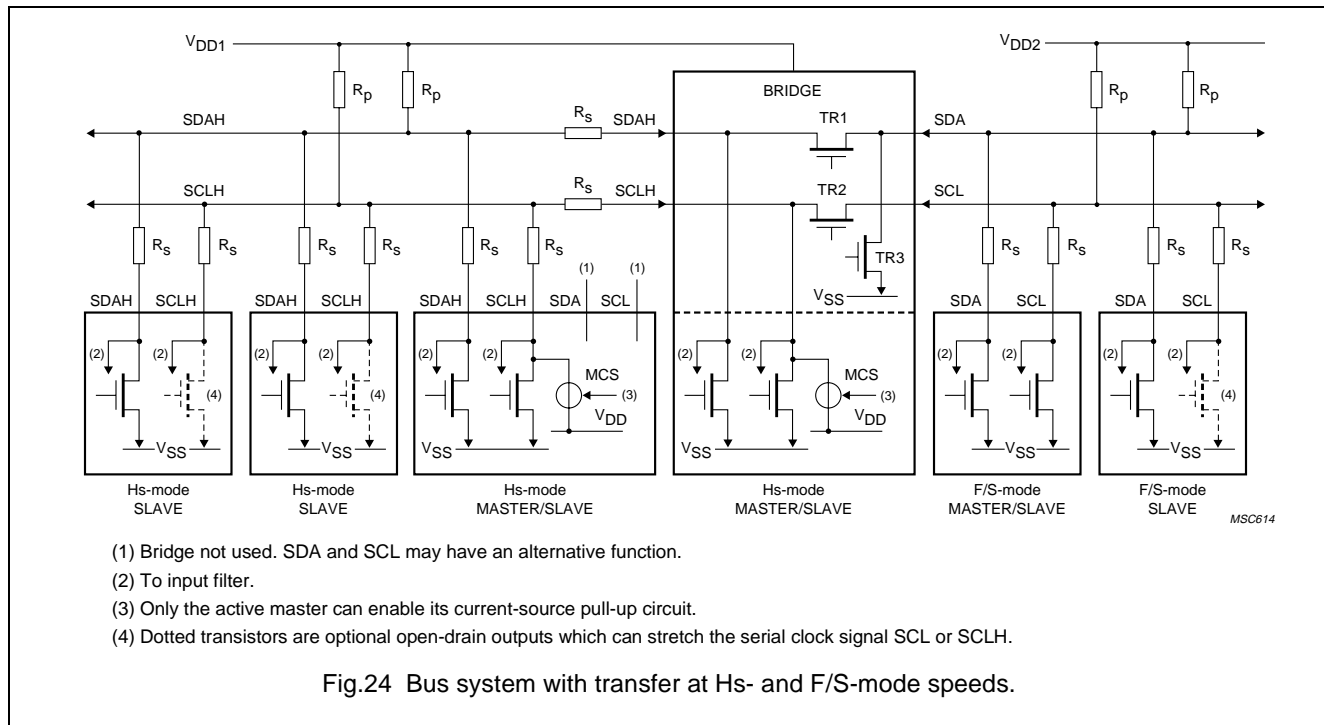 VDD1
VDD2
BRIDGE
Rp Rp
Rp Rp
SDAH Rs SDAH TR1 SDA
SCLH Rs SCLH TR2 SCL
Rs Rs Rs Rs Rs Rs Rs Rs Rs Rs
(1) (1)
TR3
VSS
SDAH SCLH SDAH SCLH SDAH SCLH SDA SCL SDA SCL SDA SCL
(2) (2) (2) (2) (2) (2) (2) (2) (2) (2) (2) (2)
(4) (4) MCS (3) MCS (3) (4)
VDD VDD
VSS VSS VSS VSS VSS VSS
Hs-mode SLAVE
Hs-mode SLAVE
Hs-mode MASTER/SLAVE
Hs-mode MASTER/SLAVE
F/S-mode MASTER/SLAVE
F/S-mode SLAVE
MSC614
(1) Bridge not used. SDA and SCL may have an alternative function.
(2) To input filter.
(3) Only the active master can enable its current-source pull-up circuit.
(4) Dotted transistors are optional open-drain outputs which can stretch the serial clock signal SCL or SCLH.
Fig.24 Bus system with transfer at Hs- and F/S-mode speeds.